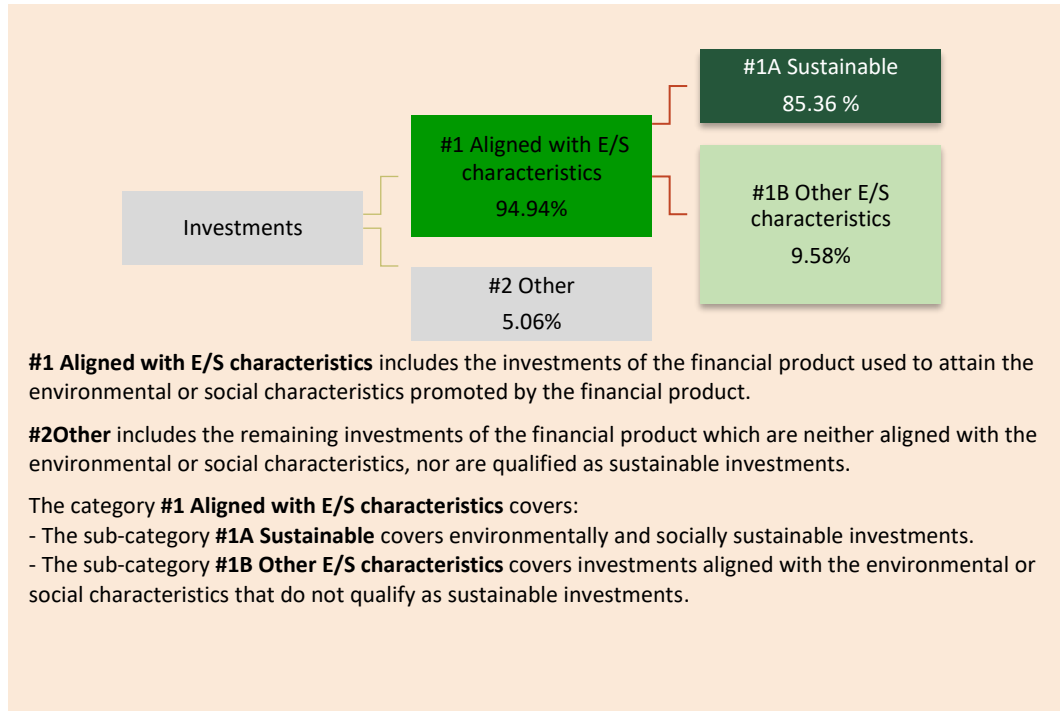 Investments
#1 Aligned with E/S
characteristics
94.94%
#2 Other
5.06%
#1A Sustainable
85.36 %
#1B Other E/S
characteristics
9.58%
#1 Aligned with E/S characteristics includes the investments of the financial product used to attain the
environmental or social characteristics promoted by the financial product.
#2Other includes the remaining investments of the financial product which are neither aligned with the
environmental or social characteristics, nor are qualified as sustainable investments.
The category #1 Aligned with E/S characteristics covers:
- The sub-category #1A Sustainable covers environmentally and socially sustainable investments.
- The sub-category #1B Other E/S characteristics covers investments aligned with the environmental or
social characteristics that do not qualify as sustainable investments.